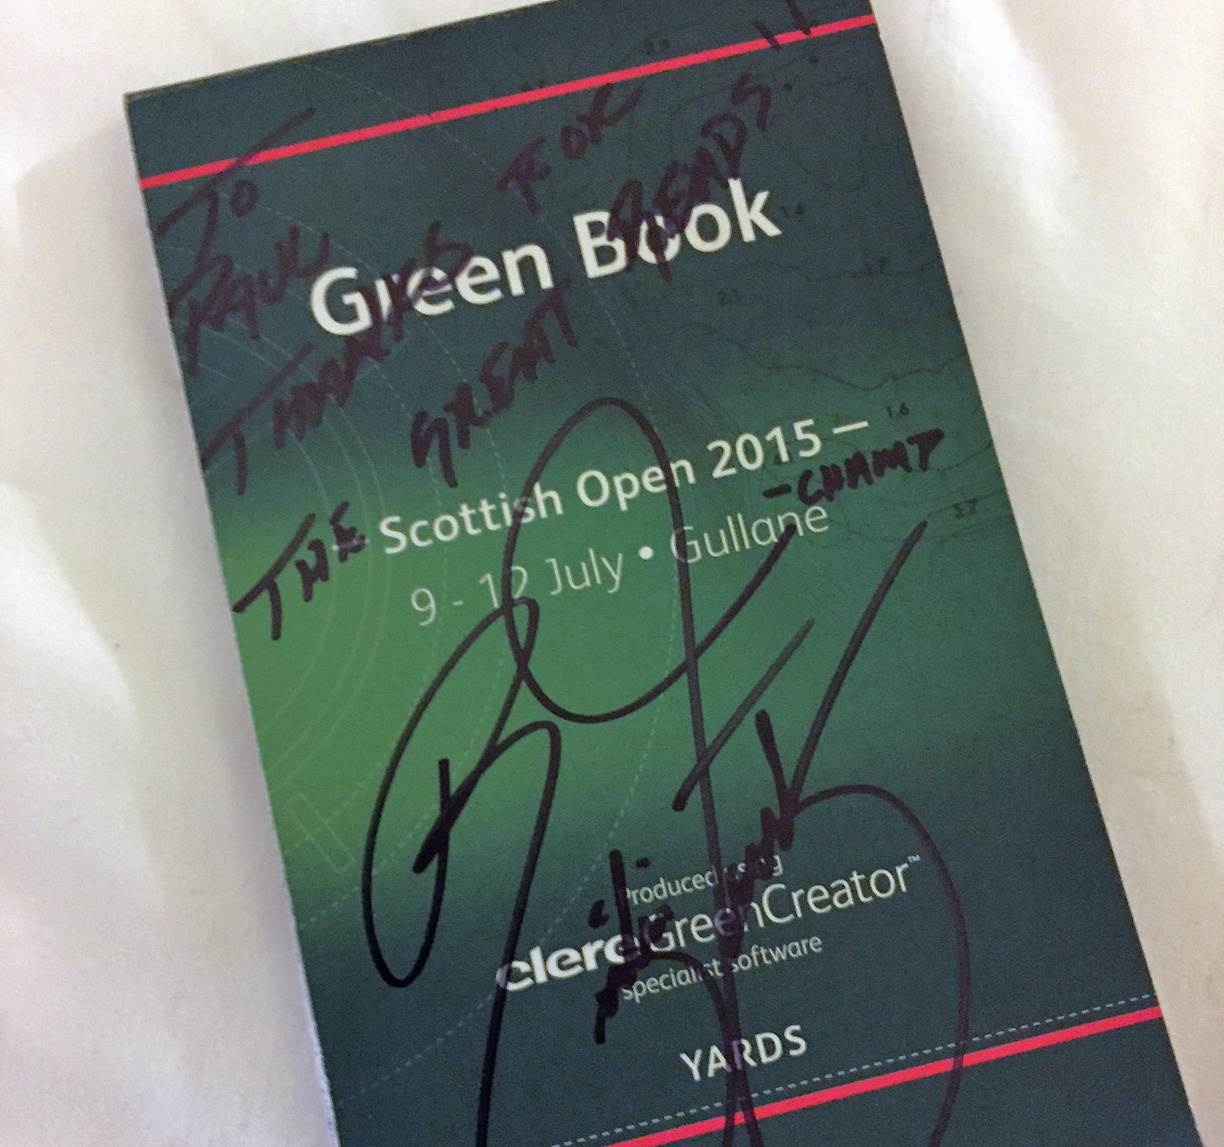 TO
PAUL
THANKS FOR
THE GREAT READS..!!
Green Book
Scottish Open 2015 –
-CHAMP
9 - 12 July • Gullane
Produced using
clere GreenCreator™
specialist software
YARDS